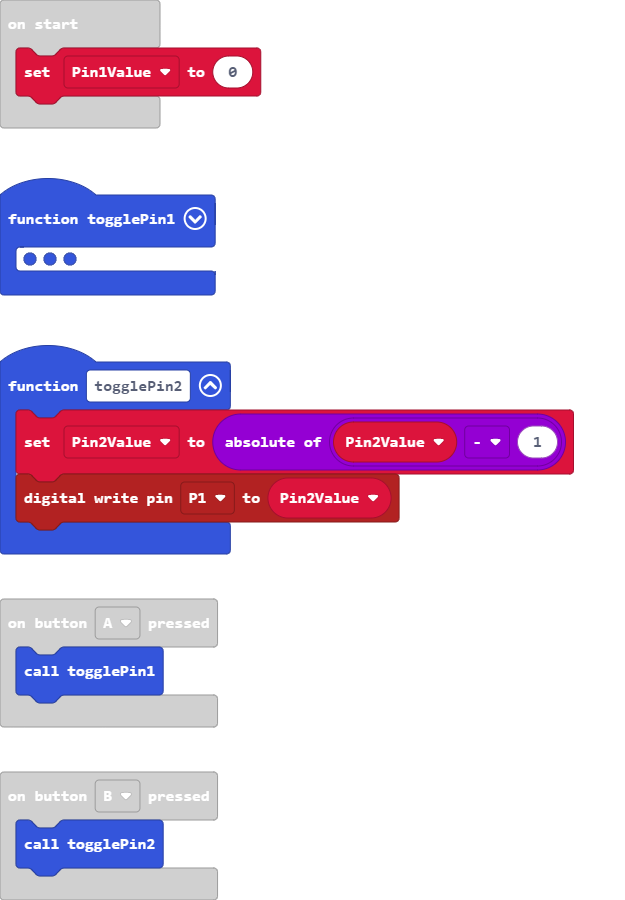 on start
set Pin1Value to 0
function togglePin1
function togglePin2
set Pin2Value to absolute of Pin2Value - 1
digital write pin P1 to Pin2Value
on button A pressed
call togglePin1
on button B pressed
call togglePin2